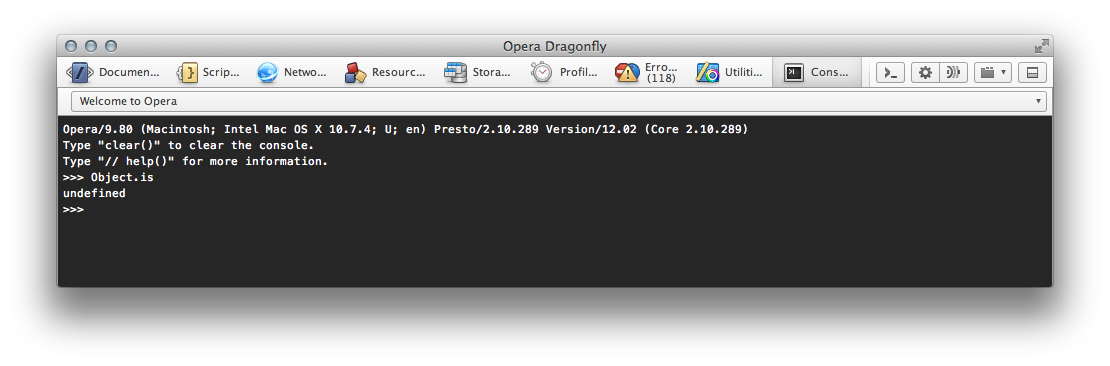 Opera Dragonfly
Documen... Scrip... Netwo... Resourc... Stora... Profil... Erro... (118) Utiliti... Cons...
Welcome to Opera
Opera/9.80 (Macintosh; Intel Mac OS X 10.7.4; U; en) Presto/2.10.289 Version/12.02 (Core 2.10.289)
Type "clear()" to clear the console.
Type "// help()" for more information.
>>> Object.is
undefined
>>>